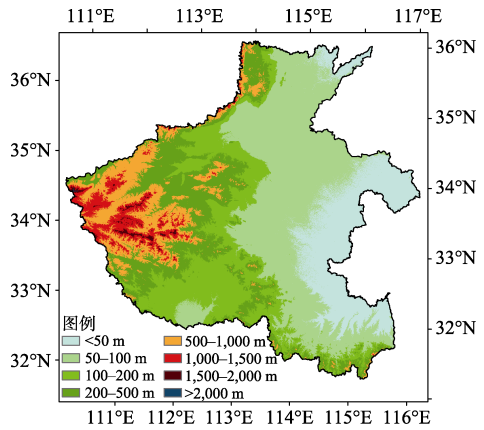 111°E 113°E 115°E 117°E
36°N 36°N
35°N 35°N
34°N 34°N
33°N 33°N
32°N 32°N
图例
<50 m 500–1,000 m
50–100 m 1,000–1,500 m
100–200 m 1,500–2,000 m
200–500 m >2,000 m
111°E 112°E 113°E 114°E 115°E 116°E